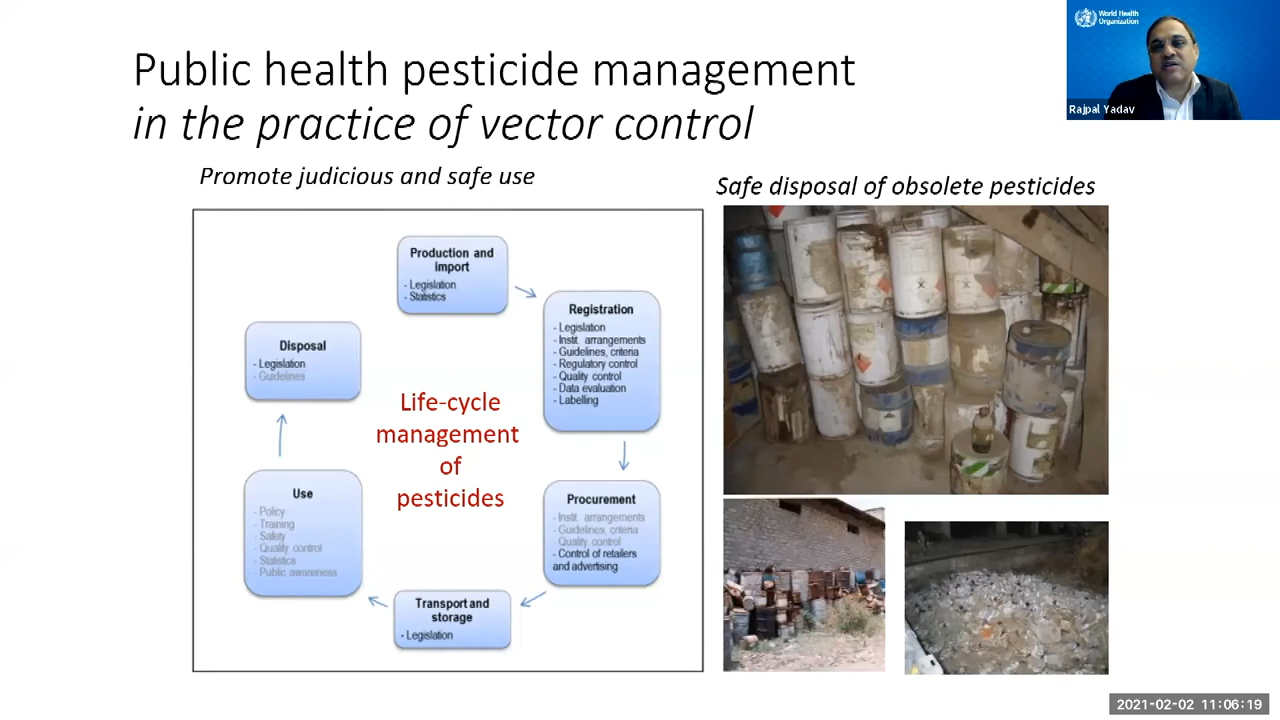 Public health pesticide management
in the practice of vector control
World Health
Organization
Rajpal Yadav
Promote judicious and safe use
Safe disposal of obsolete pesticides
Production and
import
- Legislation
- Statistics
Registration
- Legislation
- Instit. arrangements
- Guidelines, criteria
- Regulatory control
- Quality control
- Data evaluation
- Labelling
Disposal
- Legislation
- Guidelines
Life-cycle
management
of
pesticides
Use
- Policy
- Training
- Safety
- Quality control
- Statistics
- Public awareness
Procurement
- Instit. arrangements
- Guidelines, criteria
- Quality control
- Control of retailers
and advertising
Transport and
storage
- Legislation
2021-02-02 11:06:19